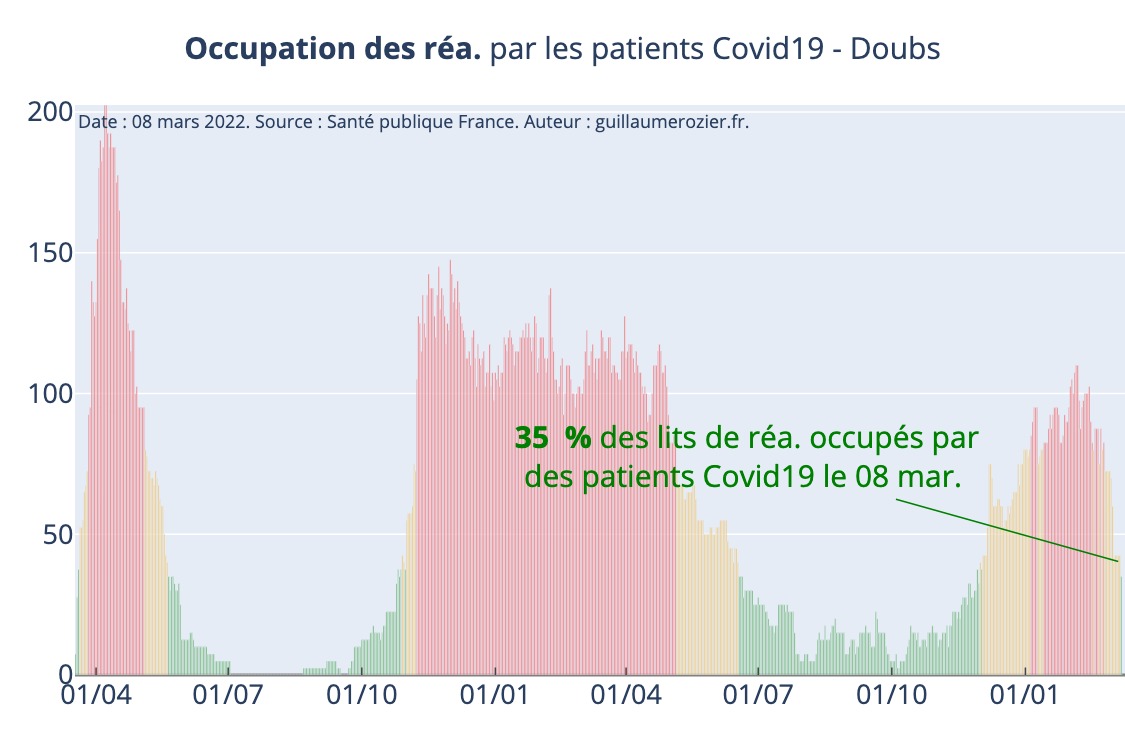 Occupation des réa. par les patients Covid19 - Doubs
200
Date : 08 mars 2022. Source : Santé publique France. Auteur : guillaumerozier.fr.
150
100
35 % des lits de réa. occupés par
des patients Covid19 le 08 mar.
50
0
01/04 01/07 01/10 01/01 01/04 01/07 01/10 01/01